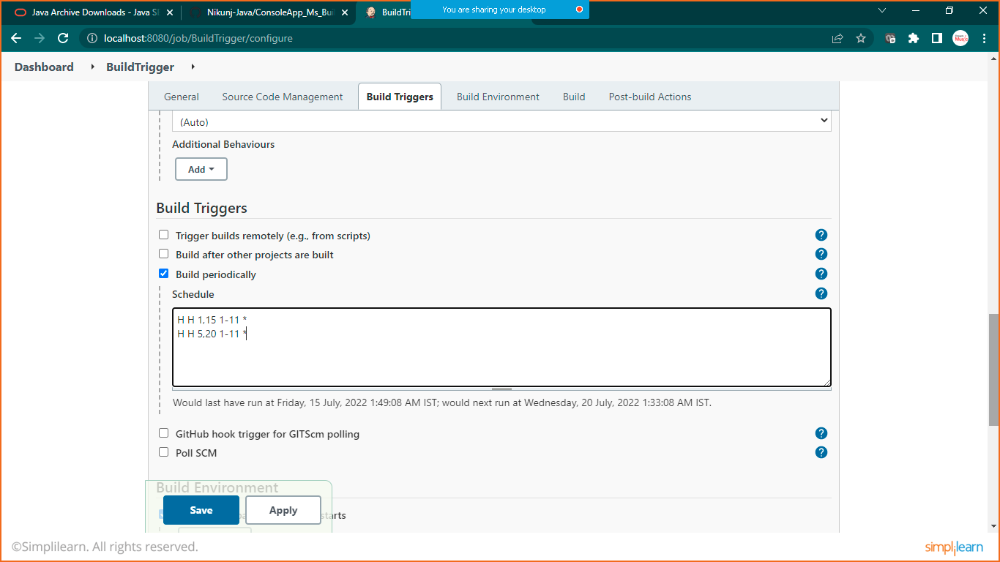 Java Archive Downloads - Java SE
Nikunj-Java/ConsoleApp_Ms_Bui
BuildTri
You are sharing your desktop
localhost:8080/job/BuildTrigger/configure
Dashboard
BuildTrigger
General
Source Code Management
Build Triggers
Build Environment
Build
Post-build Actions
(Auto)
Additional Behaviours
Add
Build Triggers
Trigger builds remotely (e.g., from scripts)
?
Build after other projects are built
?
Build periodically
?
Schedule
?
H H 1,15 1-11 *
H H 5,20 1-11 *
Would last have run at Friday, 15 July, 2022 1:49:08 AM IST; would next run at Wednesday, 20 July, 2022 1:33:08 AM IST.
GitHub hook trigger for GITScm polling
?
Poll SCM
?
Build Environment
Save
Apply
tarts
©Simplilearn. All rights reserved.
simplilearn